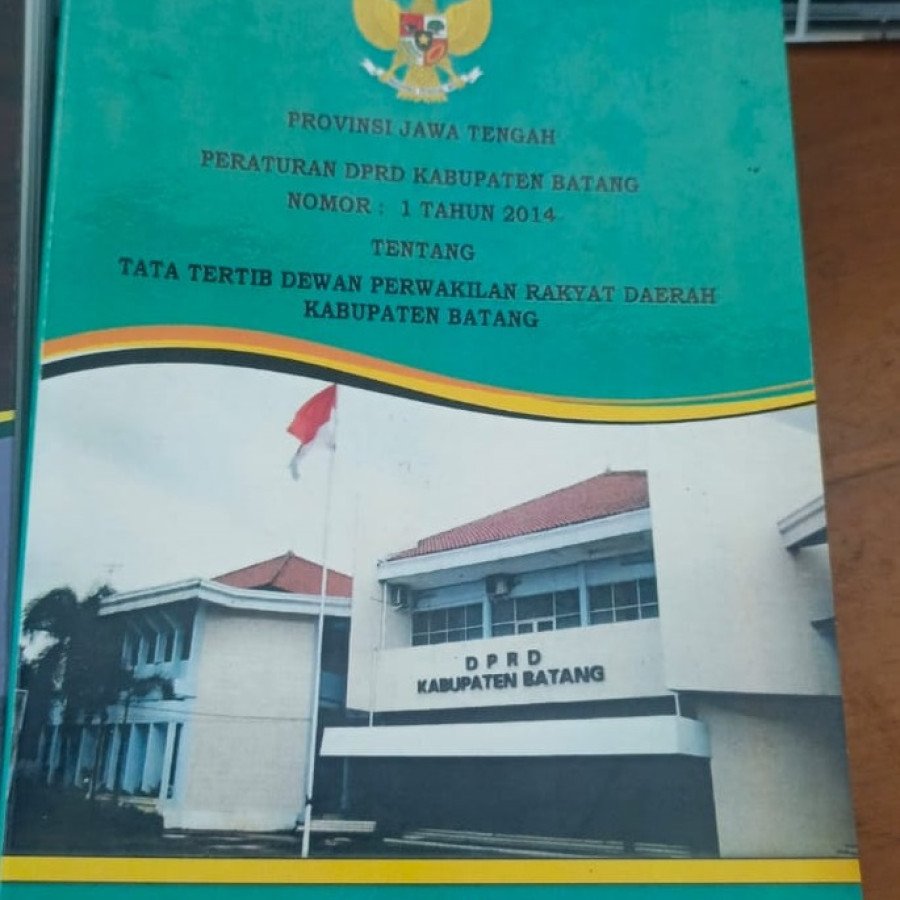 PROVINSI JAWA TENGAH
PERATURAN DPRD KABUPATEN BATANG
NOMOR : 1 TAHUN 2014
TENTANG
TATA TERTIB DEWAN PERWAKILAN RAKYAT DAERAH
KABUPATEN BATANG
D P R D
KABUPATEN BATANG